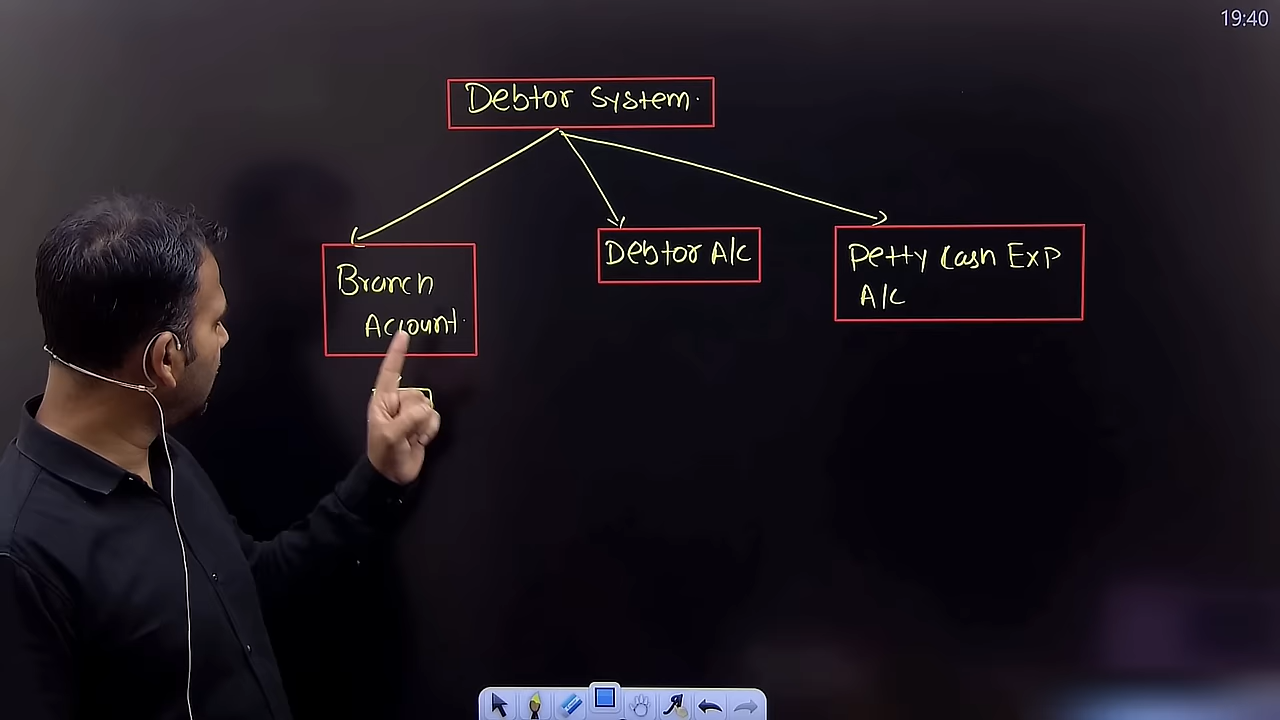 19:40
Debtor System.
Branch
Account.
Debtor A/c
Petty Cash Exp
A/c